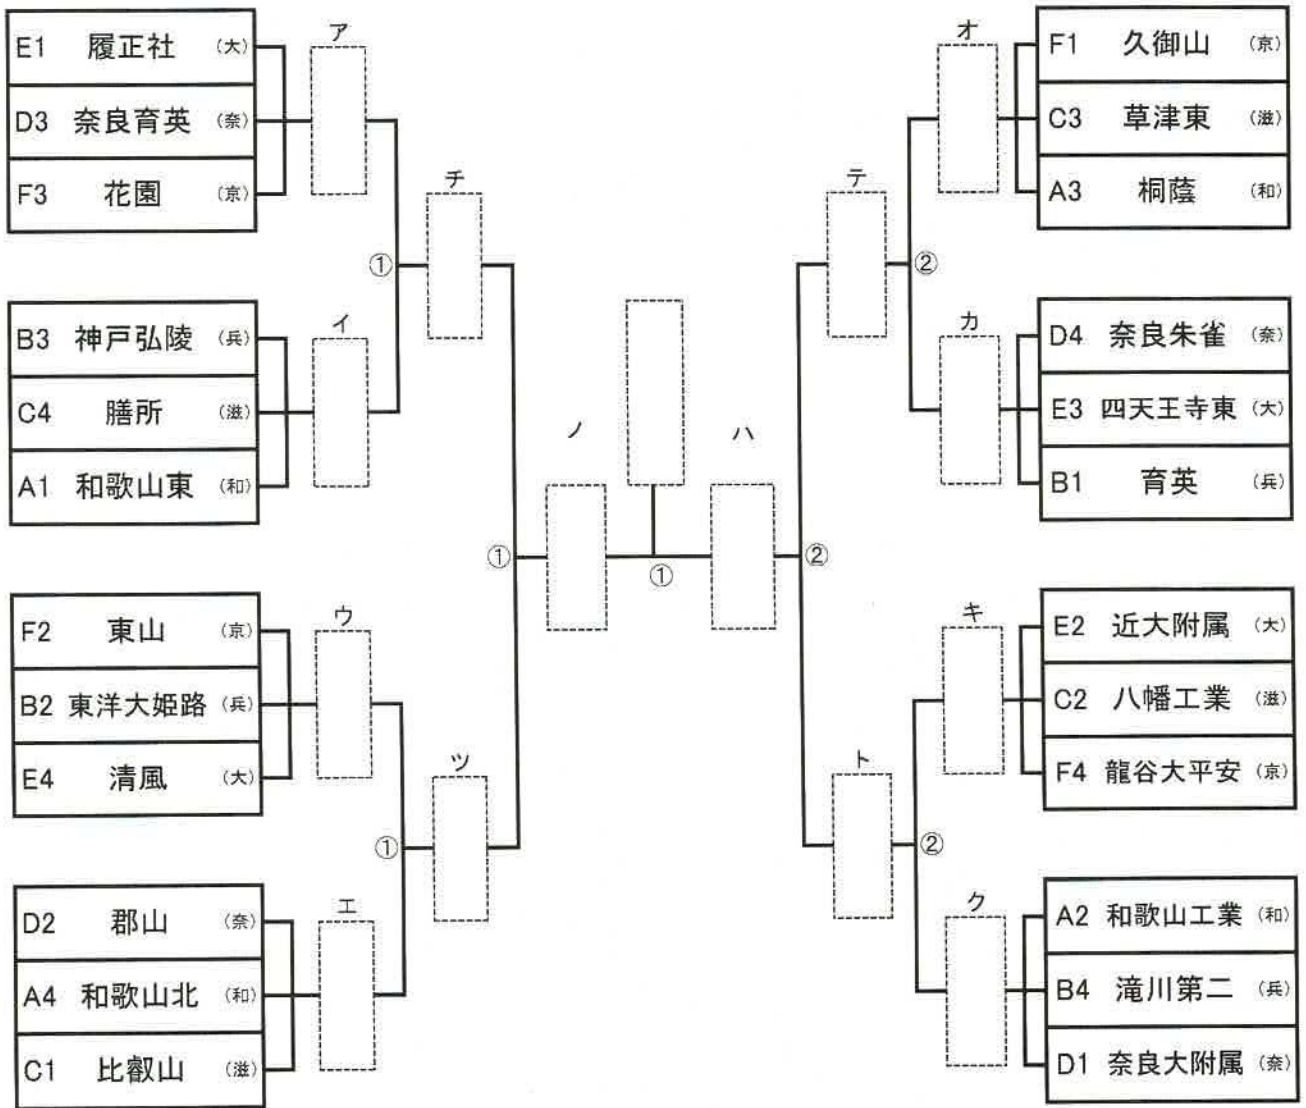 E1 履正社 (大)
D3 奈良育英 (奈)
F3 花園 (京)
ア
チ
①
B3 神戸弘陵 (兵)
C4 膳所 (滋)
A1 和歌山東 (和)
イ
ノ
①
F2 東山 (京)
B2 東洋大姫路 (兵)
E4 清風 (大)
ウ
ツ
①
D2 郡山 (奈)
A4 和歌山北 (和)
C1 比叡山 (滋)
エ
①
オ
F1 久御山 (京)
C3 草津東 (滋)
A3 桐蔭 (和)
テ
②
カ
D4 奈良朱雀 (奈)
E3 四天王寺東 (大)
B1 育英 (兵)
ハ
②
キ
E2 近大附属 (大)
C2 八幡工業 (滋)
F4 龍谷大平安 (京)
ト
②
ク
A2 和歌山工業 (和)
B4 滝川第二 (兵)
D1 奈良大附属 (奈)